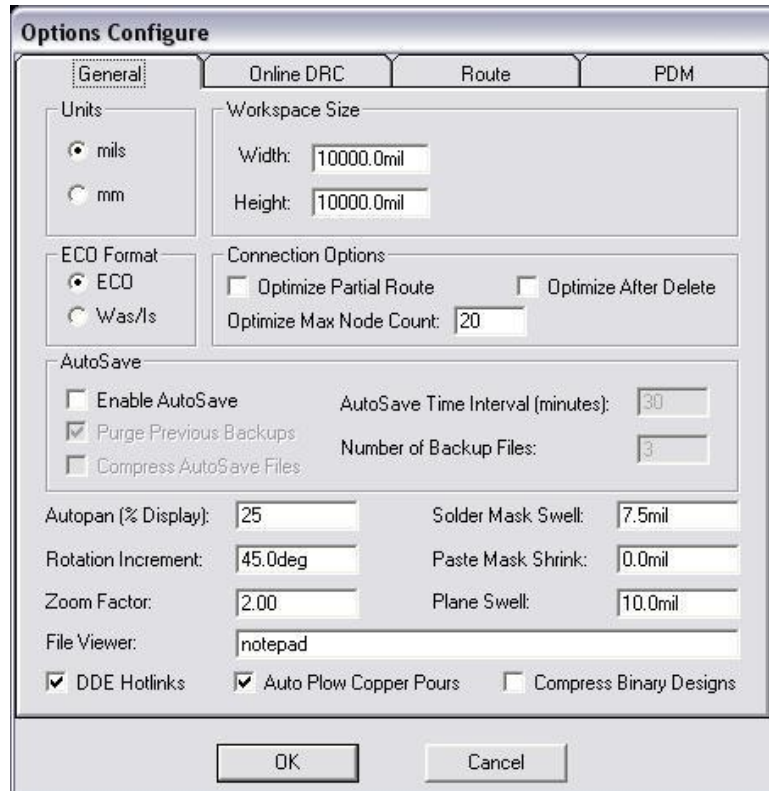 Options Configure
General Online DRC Route PDM
Units Workspace Size
mils Width: 10000.0mil
mm Height: 10000.0mil
ECO Format Connection Options
ECO Optimize Partial Route Optimize After Delete
Was/Is Optimize Max Node Count: 20
AutoSave
Enable AutoSave AutoSave Time Interval (minutes): 30
Purge Previous Backups
Number of Backup Files: 3
Compress AutoSave Files
Autopan (% Display): 25 Solder Mask Swell: 7.5mil
Rotation Increment: 45.0deg Paste Mask Shrink: 0.0mil
Zoom Factor: 2.00 Plane Swell: 10.0mil
File Viewer: notepad
DDE Hotlinks Auto Plow Copper Pours Compress Binary Designs
OK Cancel